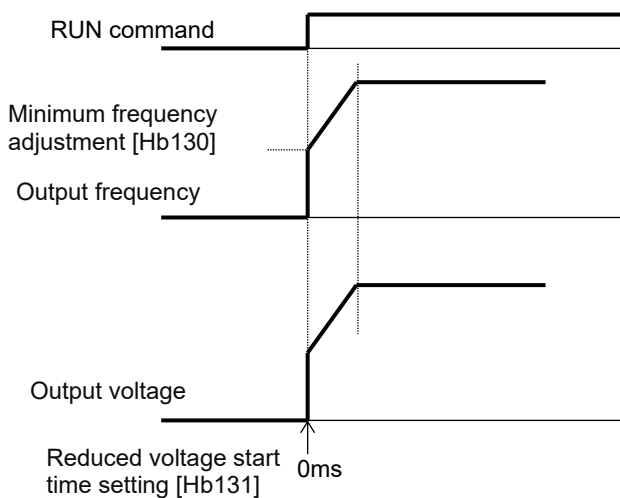 RUN command
Minimum frequency
adjustment [Hb130]
Output frequency
Output voltage
Reduced voltage start
time setting [Hb131]
0ms